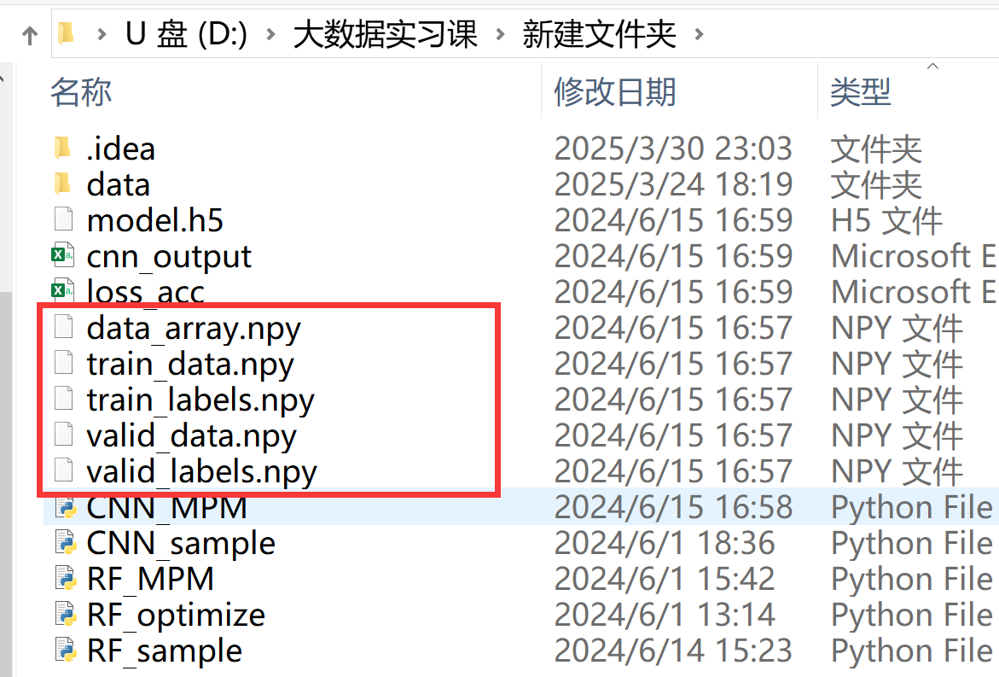 U 盘 (D:) › 大数据实习课 › 新建文件夹 ›
名称 修改日期 类型
.idea 2025/3/30 23:03 文件夹
data 2025/3/24 18:19 文件夹
model.h5 2024/6/15 16:59 H5 文件
cnn_output 2024/6/15 16:59 Microsoft E
loss_acc 2024/6/15 16:59 Microsoft E
data_array.npy 2024/6/15 16:57 NPY 文件
train_data.npy 2024/6/15 16:57 NPY 文件
train_labels.npy 2024/6/15 16:57 NPY 文件
valid_data.npy 2024/6/15 16:57 NPY 文件
valid_labels.npy 2024/6/15 16:57 NPY 文件
CNN_MPM 2024/6/15 16:58 Python File
CNN_sample 2024/6/1 18:36 Python File
RF_MPM 2024/6/1 15:42 Python File
RF_optimize 2024/6/1 13:14 Python File
RF_sample 2024/6/14 15:23 Python File